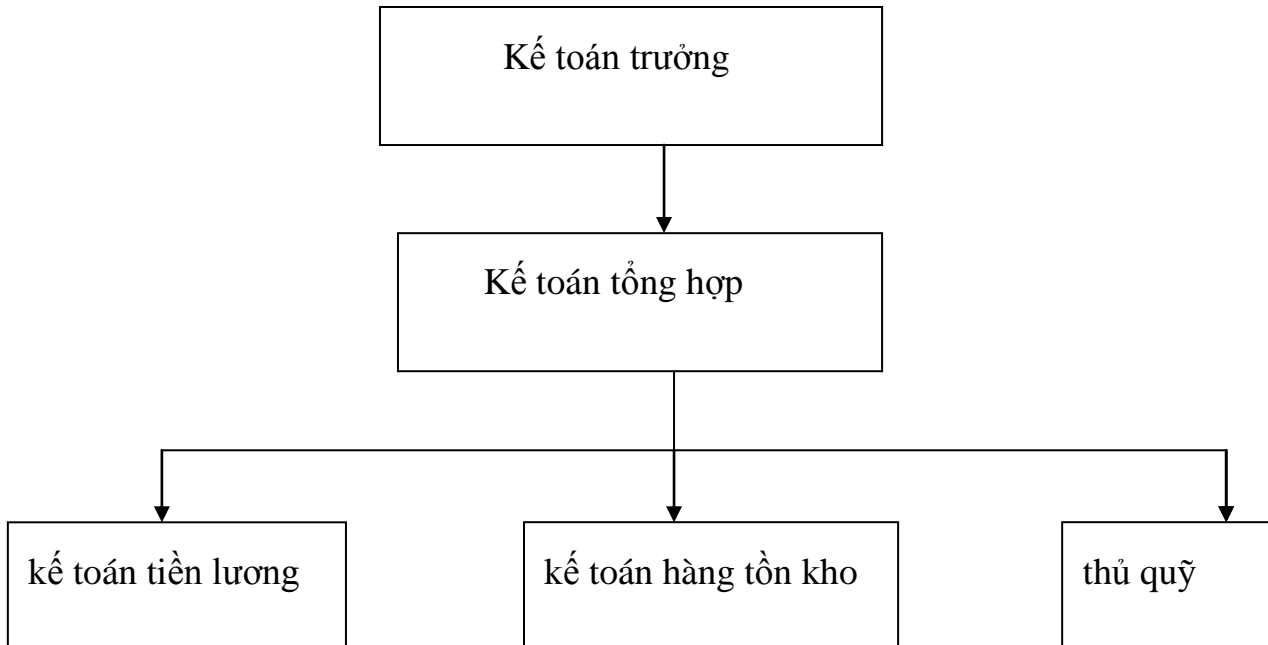 Kế toán trưởng
Kế toán tổng hợp
kế toán tiền lương
kế toán hàng tồn kho
thủ quỹ